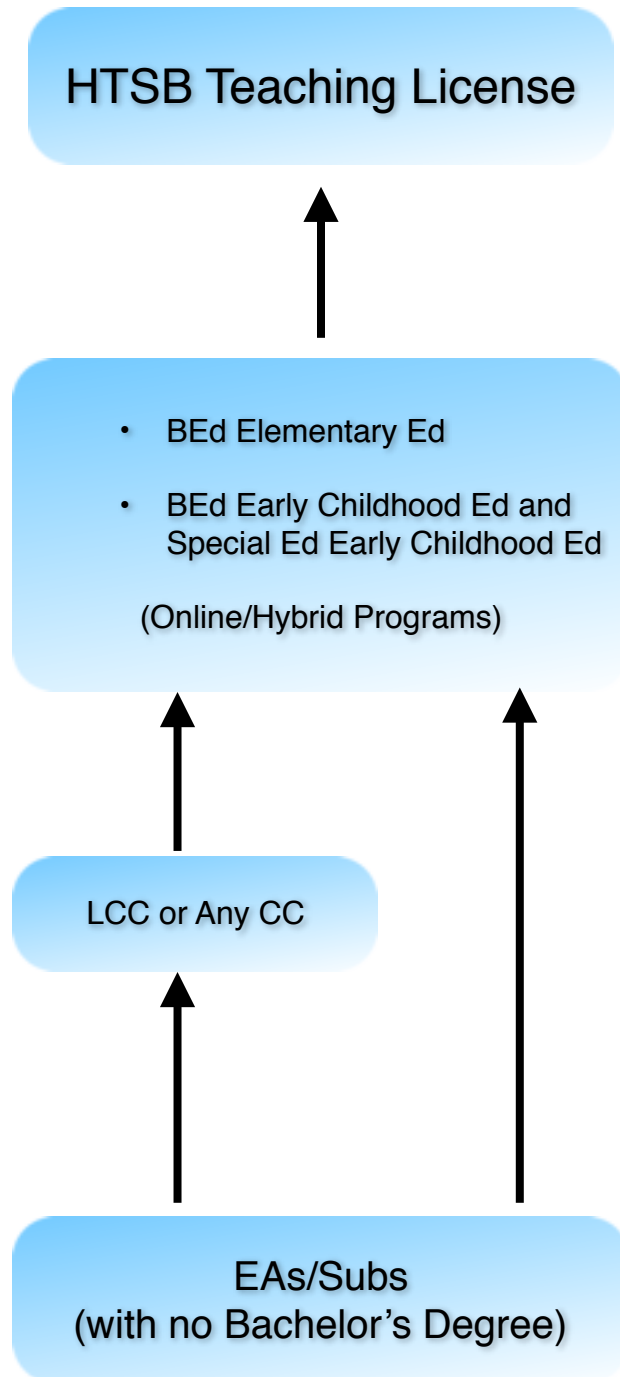 HTSB Teaching License
• BEd Elementary Ed
• BEd Early Childhood Ed and
Special Ed Early Childhood Ed
(Online/Hybrid Programs)
LCC or Any CC
EAs/Subs
(with no Bachelor’s Degree)